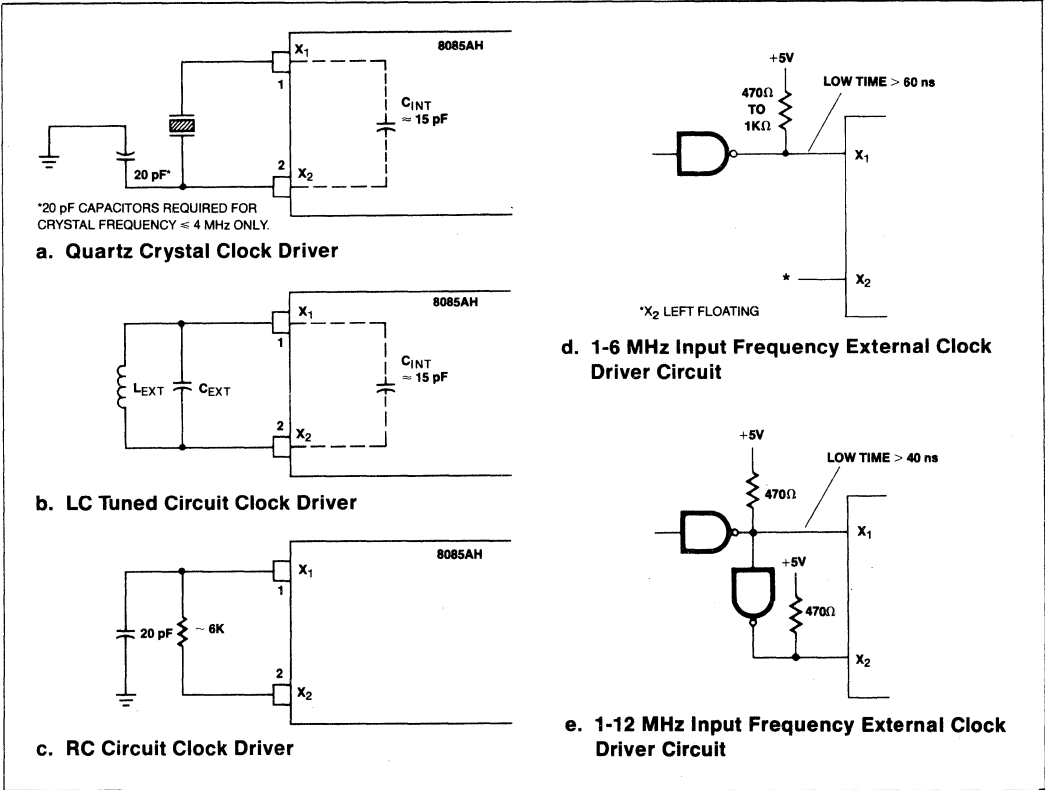 X₁
8085AH
1
C_INT
≈ 15 pF
2
X₂
20 pF*
*20 pF CAPACITORS REQUIRED FOR
CRYSTAL FREQUENCY ≤ 4 MHz ONLY.
a. Quartz Crystal Clock Driver
8085AH
X₁
1
C_INT
≈ 15 pF
L_EXT
C_EXT
2
X₂
b. LC Tuned Circuit Clock Driver
8085AH
X₁
1
20 pF
~ 6K
2
X₂
c. RC Circuit Clock Driver
+5V
LOW TIME > 60 ns
470Ω
TO
1KΩ
X₁
*
X₂
*X₂ LEFT FLOATING
d. 1-6 MHz Input Frequency External Clock
Driver Circuit
+5V
LOW TIME > 40 ns
470Ω
X₁
+5V
470Ω
X₂
e. 1-12 MHz Input Frequency External Clock
Driver Circuit